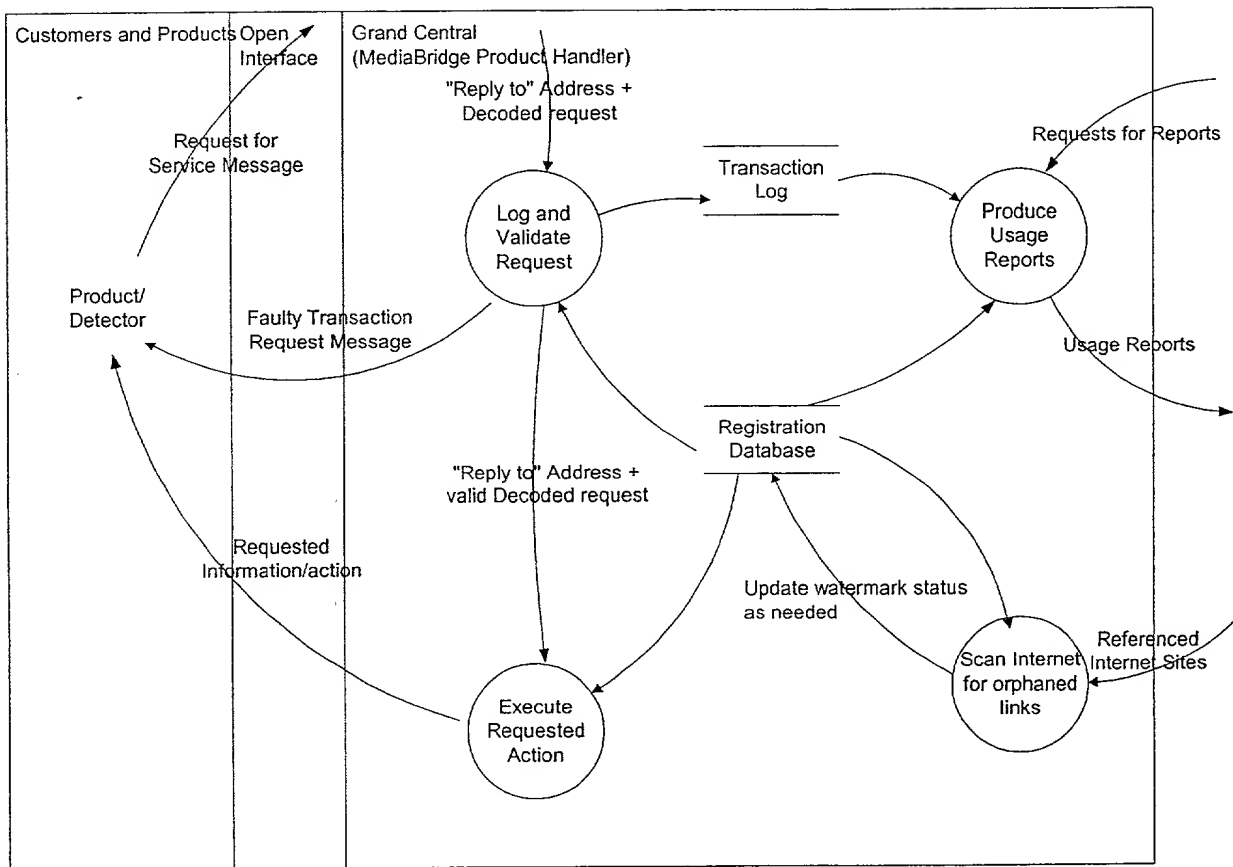 Customers and Products
Open
Interface
Grand Central
(MediaBridge Product Handler)
"Reply to" Address +
Decoded request
Request for
Service Message
Requests for Reports
Transaction
Log
Log and
Validate
Request
Produce
Usage
Reports
Product/
Detector
Faulty Transaction
Request Message
Usage Reports
Registration
Database
"Reply to" Address +
valid Decoded request
Requested
Information/action
Update watermark status
as needed
Referenced
Internet Sites
Scan Internet
for orphaned
links
Execute
Requested
Action